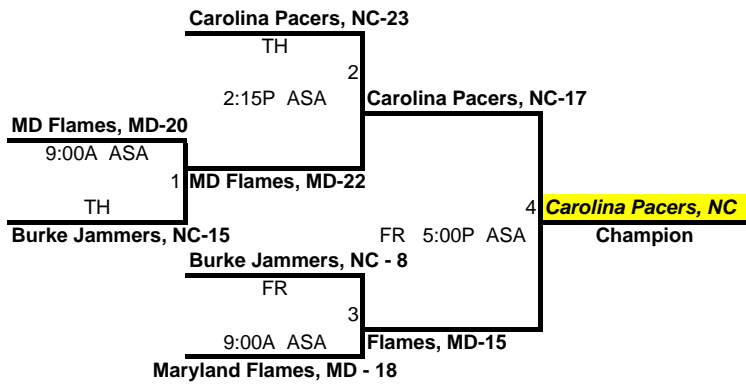 Carolina Pacers, NC-23
TH
2
2:15P ASA
Carolina Pacers, NC-17
MD Flames, MD-20
9:00A ASA
1
MD Flames, MD-22
TH
4
Carolina Pacers, NC
Burke Jammers, NC-15
FR 5:00P ASA
Champion
Burke Jammers, NC - 8
FR
3
9:00A ASA
Flames, MD-15
Maryland Flames, MD - 18